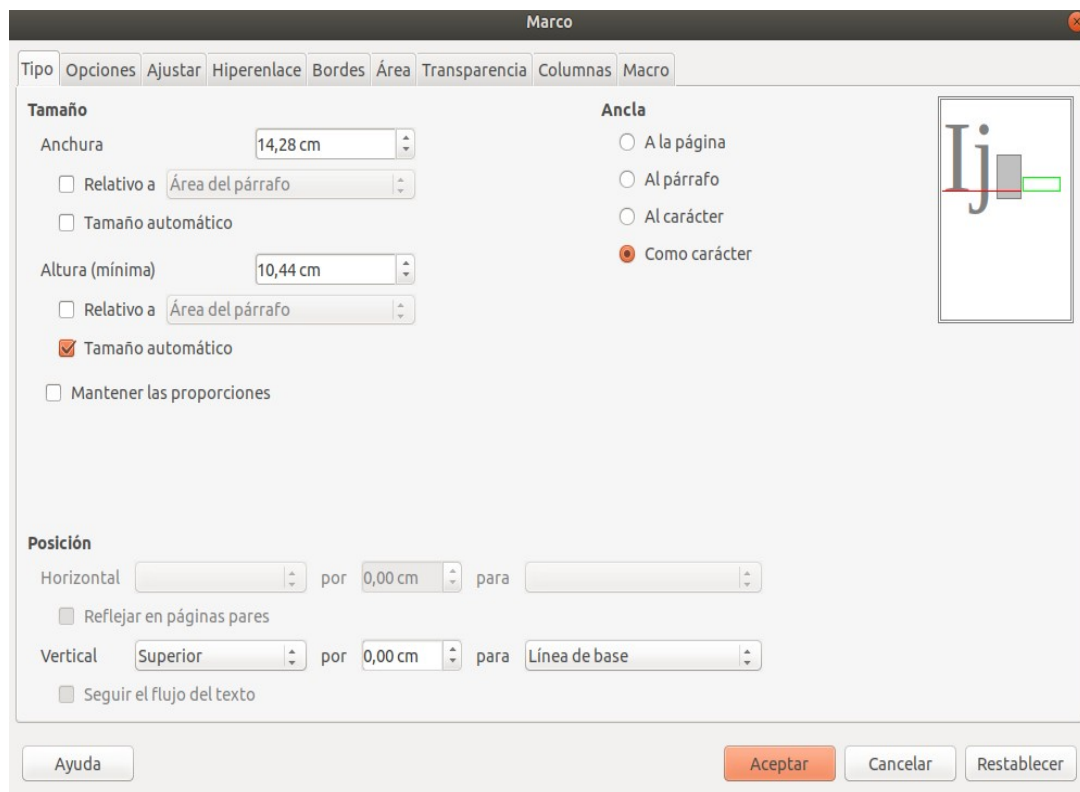 Marco
Tipo Opciones Ajustar Hiperenlace Bordes Área Transparencia Columnas Macro
Tamaño
Anchura 14,28 cm
Relativo a Área del párrafo
Tamaño automático
Altura (mínima) 10,44 cm
Relativo a Área del párrafo
Tamaño automático
Mantener las proporciones
Ancla
A la página
Al párrafo
Al carácter
Como carácter
Ij
Posición
Horizontal por 0,00 cm para
Reflejar en páginas pares
Vertical Superior por 0,00 cm para Línea de base
Seguir el flujo del texto
Ayuda Aceptar Cancelar Restablecer